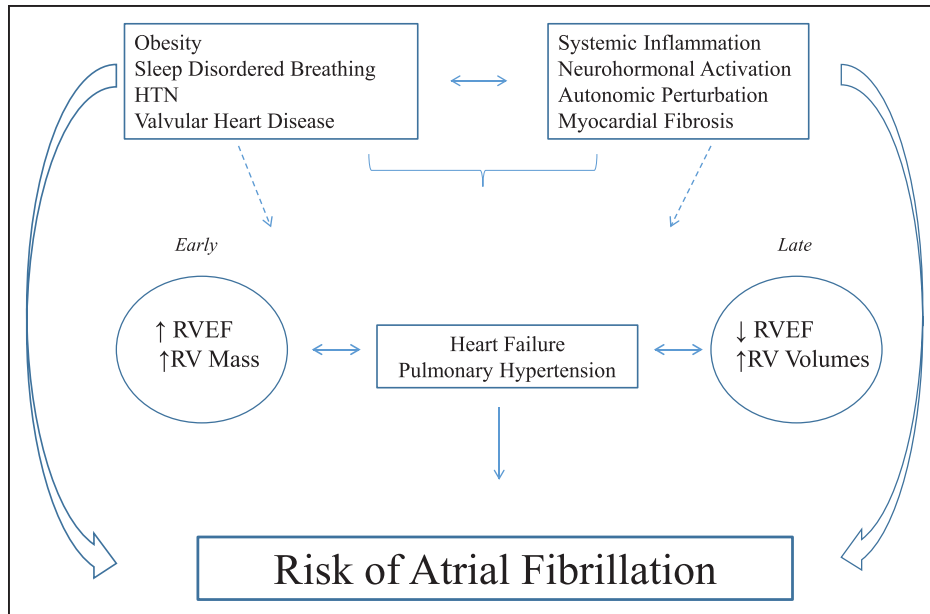 Obesity
Sleep Disordered Breathing
HTN
Valvular Heart Disease
Systemic Inflammation
Neurohormonal Activation
Autonomic Perturbation
Myocardial Fibrosis
Early
Late
↑ RVEF
↑RV Mass
Heart Failure
Pulmonary Hypertension
↓ RVEF
↑RV Volumes
Risk of Atrial Fibrillation